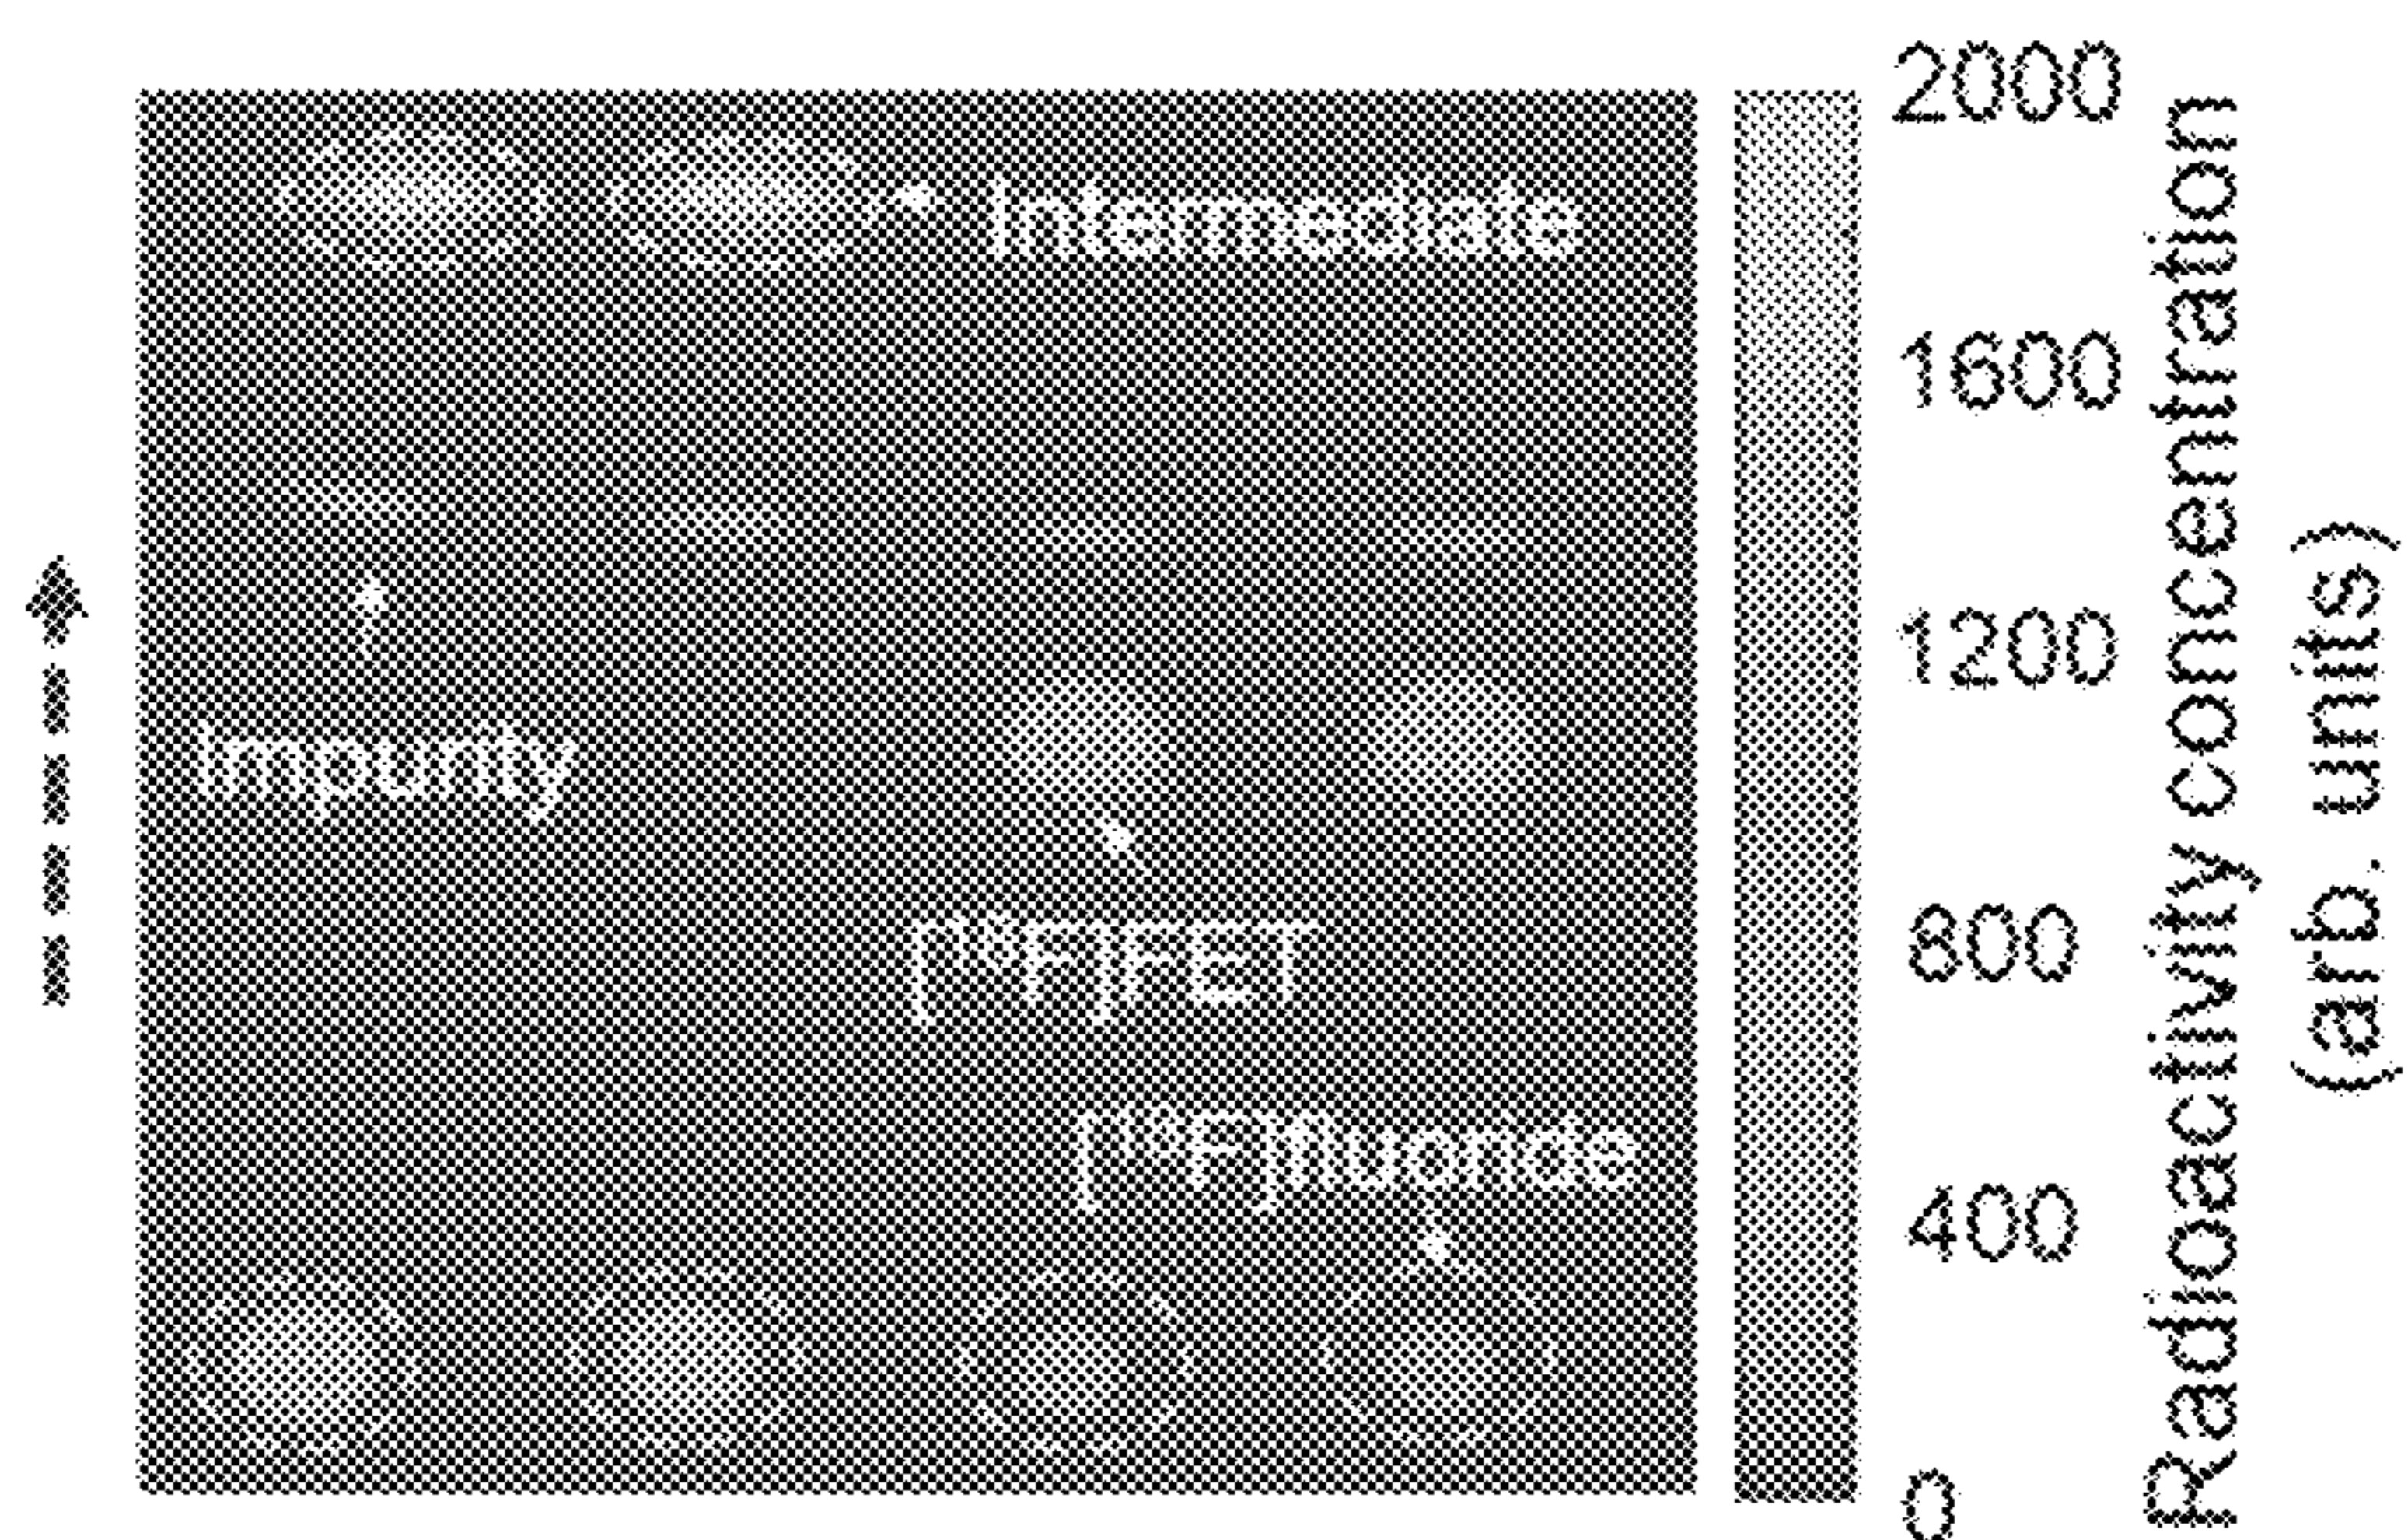 Intermediate
Impurity
[¹⁸F]FET
[¹⁸F]fluoride
2000
1600
1200
800
400
0
Radioactivity concentration
(arb. units)